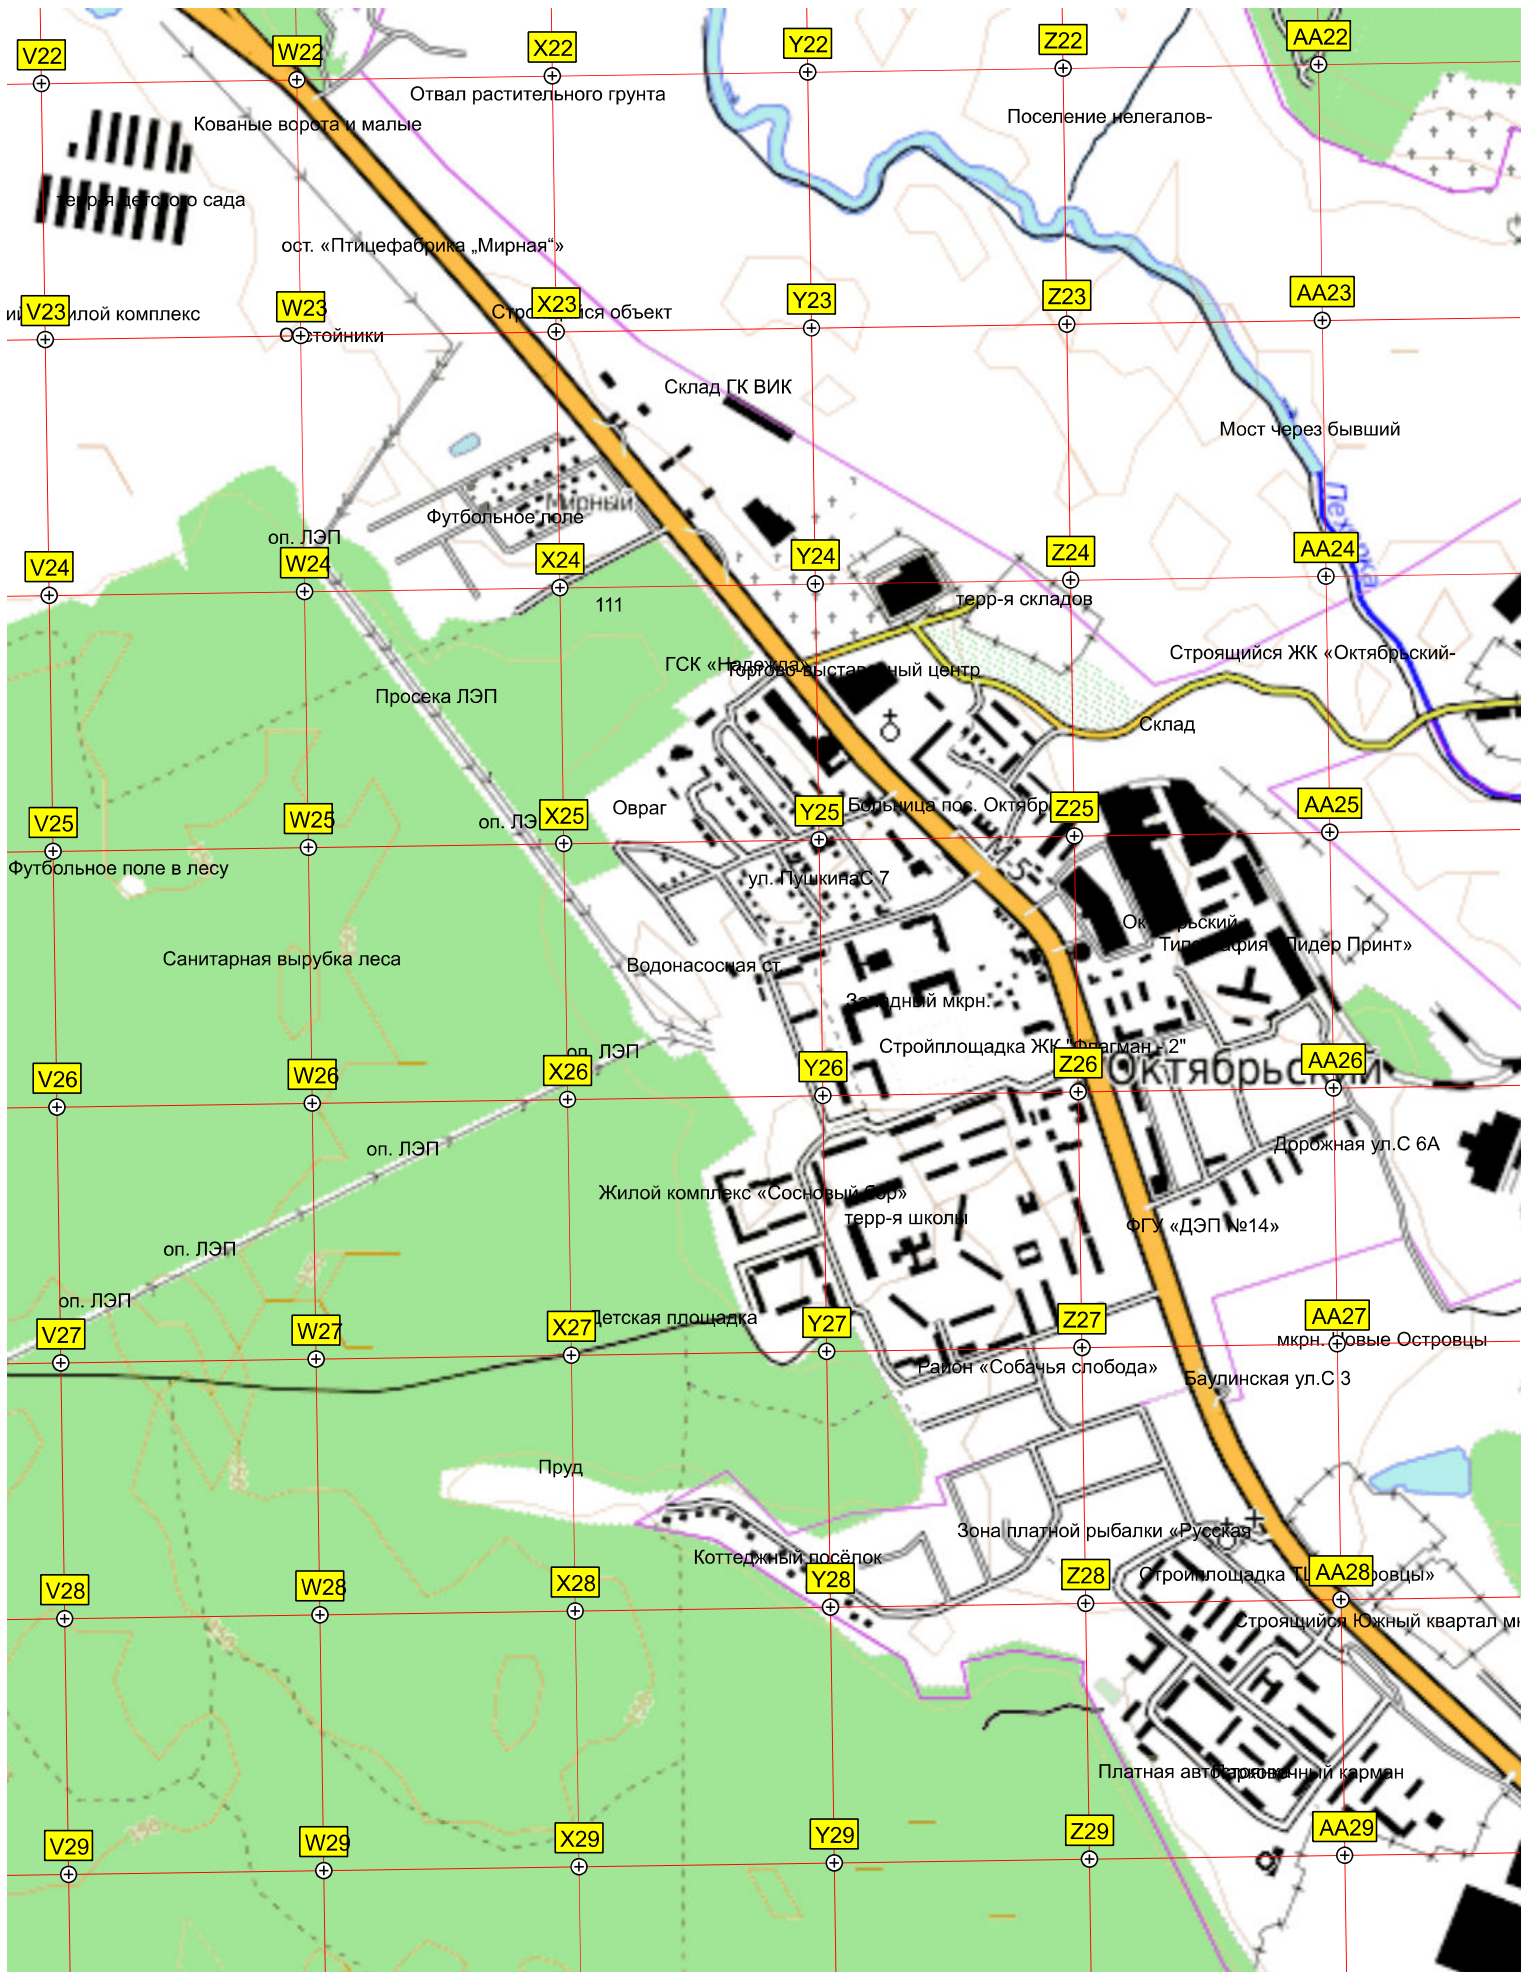 V22
W22
X22
Y22
Z22
AA22
Отвал растительного грунта
Кованые ворота и малые
Поселение нелегалов-
терр-я детского сада
ост. «Птицефабрика „Мирная“»
V23
W23
X23
Y23
Z23
AA23
жилой комплекс
Строящийся объект
Отстойники
Склад ГК ВИК
Мост через бывший
Мирный
Футбольное поле
оп. ЛЭП
V24
W24
X24
Y24
Z24
AA24
111
терр-я складов
ГСК «Надежда»
Торгово-выставочный центр
Строящийся ЖК «Октябрьский-
Просека ЛЭП
Склад
V25
W25
X25
Y25
Z25
AA25
Овраг
оп. ЛЭ
Больница пос. Октябр
М-5
Футбольное поле в лесу
ул. ПушкинаС 7
Октябрьский
Типография «Лидер Принт»
Санитарная вырубка леса
Водонасосная ст.
Западный мкрн.
оп. ЛЭП
Стройплощадка ЖК "Флагман - 2"
V26
W26
X26
Y26
Z26
AA26
Октябрьский
оп. ЛЭП
Дорожная ул.С 6А
Жилой комплекс «Сосновый бор»
терр-я школы
ФГУ «ДЭП №14»
оп. ЛЭП
оп. ЛЭП
V27
W27
X27
Y27
Z27
AA27
Детская площадка
мкрн. Новые Островцы
Район «Собачья слобода»
Баулинская ул.С 3
Пруд
Зона платной рыбалки «Русская
Коттеджный посёлок
V28
W28
X28
Y28
Z28
AA28
Стройплощадка
Строящийся Южный квартал
Платная автостоянка
Парковочный карман
V29
W29
X29
Y29
Z29
AA29